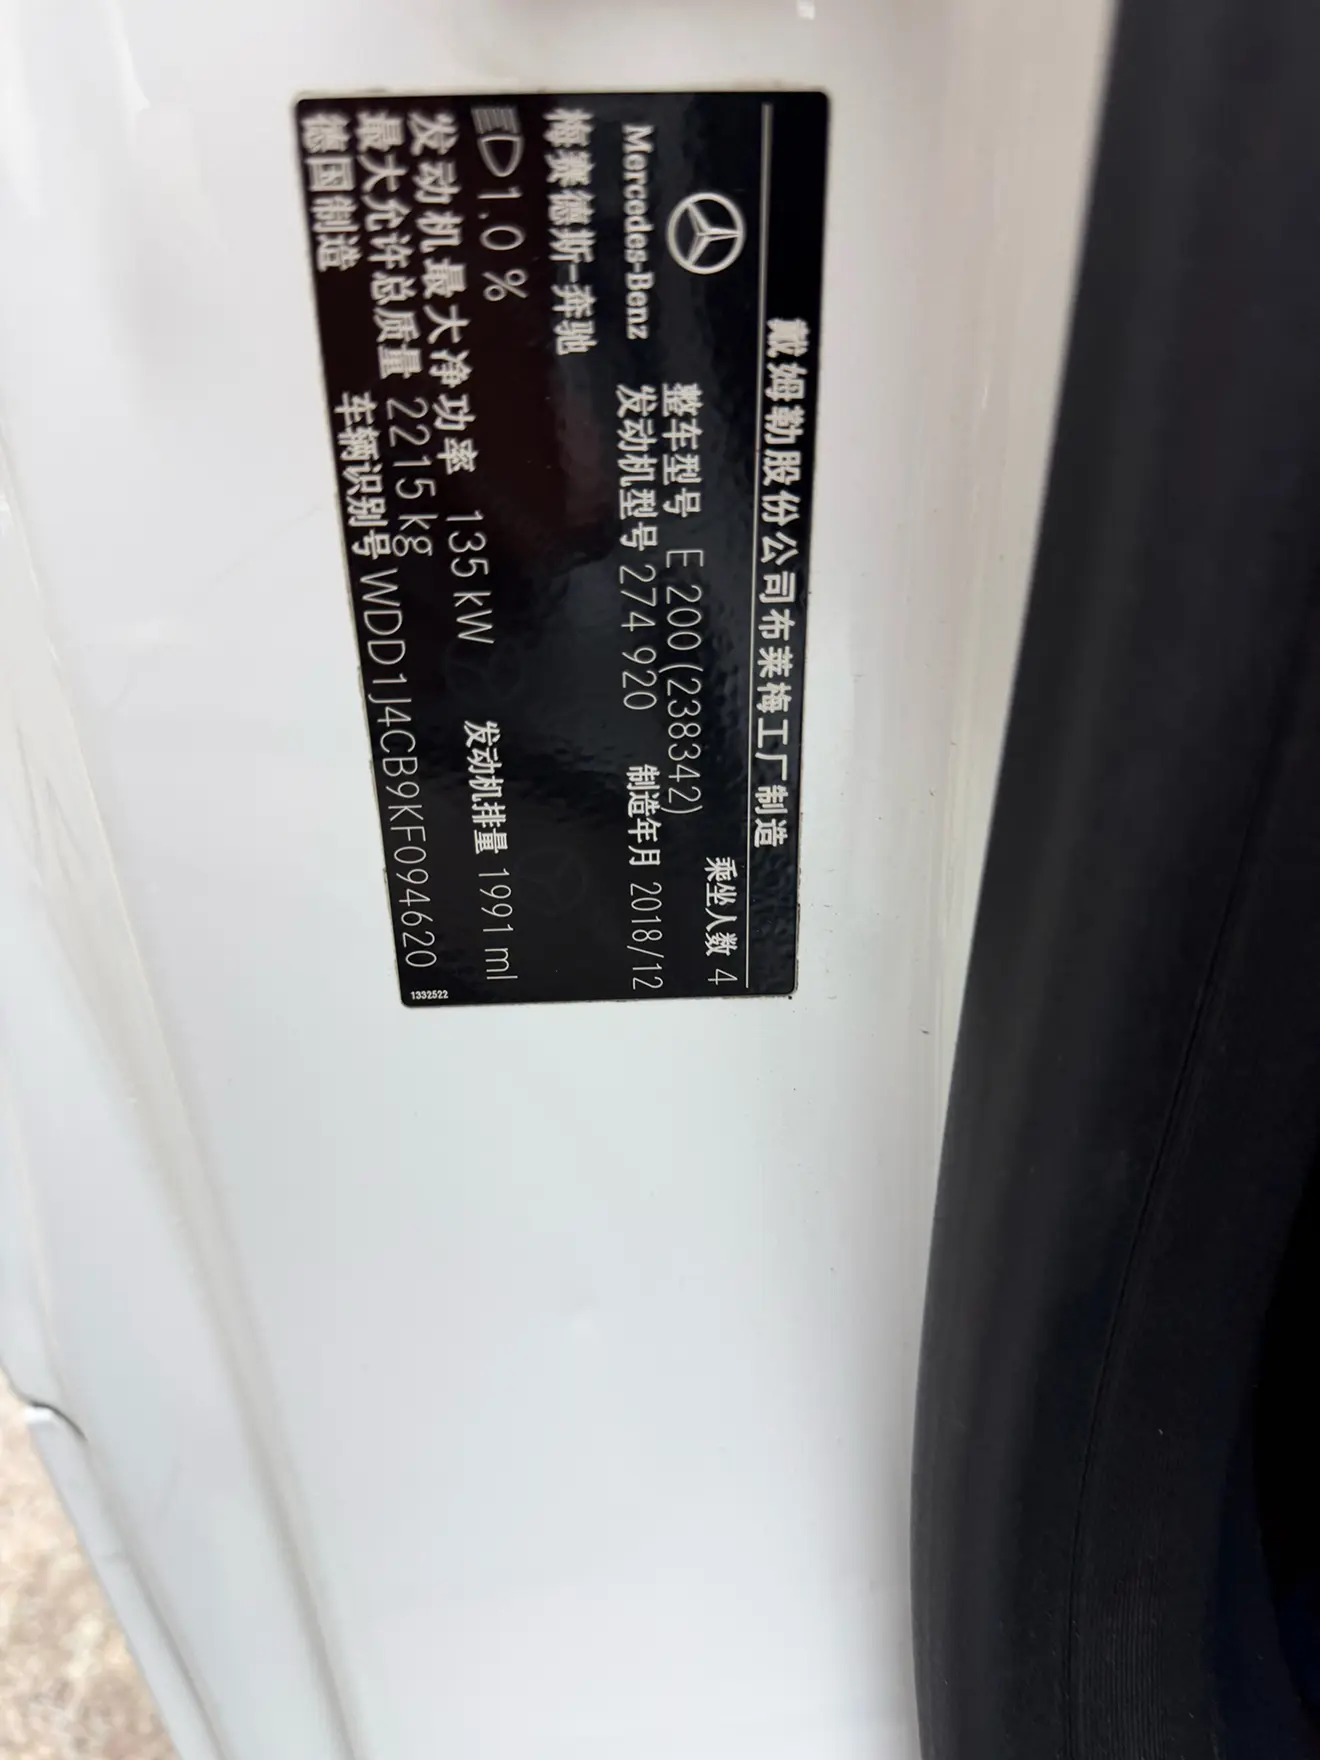 戴姆勒股份公司布莱梅工厂制造
乘坐人数 4
整车型号 E 200(238342)
Mercedes-Benz 发动机型号 274 920 制造年月 2018/12
梅赛德斯-奔驰
1.0 %
发动机最大净功率 135 kW 发动机排量 1991 ml
最大允许总质量 2215 kg
德国制造 车辆识别号 WDD1J4CB9KF094620
1332522